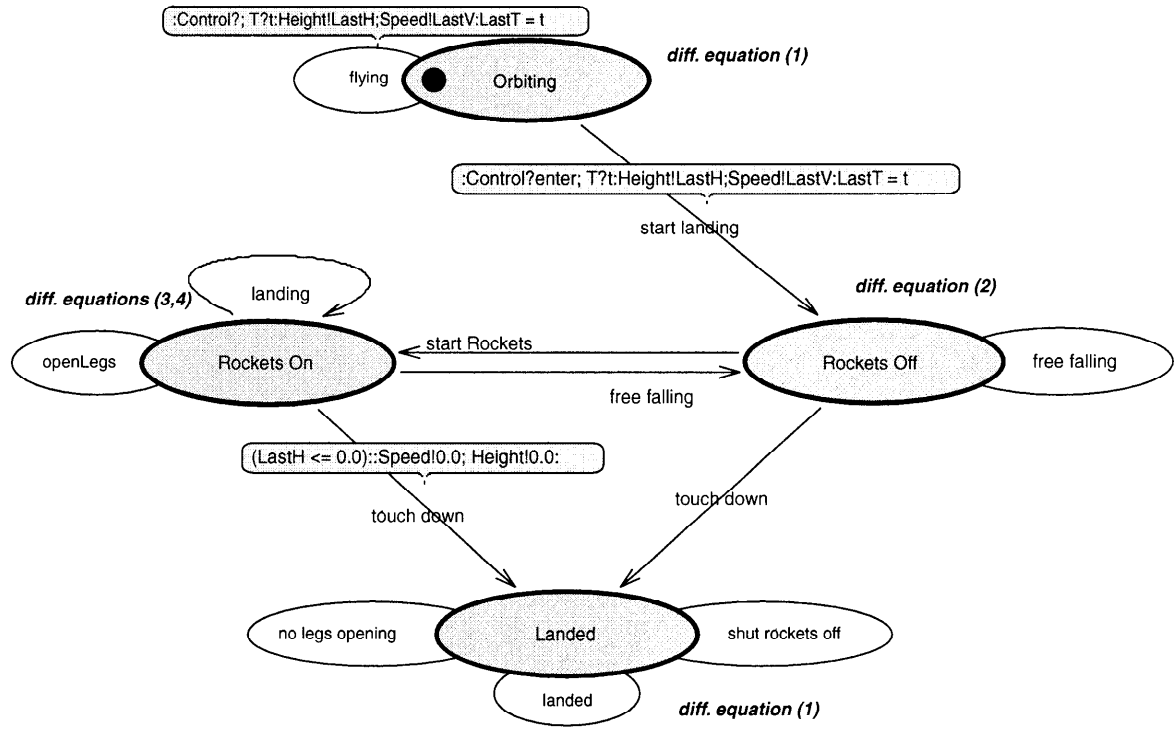 :Control?; T?t:Height!LastH;Speed!LastV:LastT = t
diff. equation (1)
flying
Orbiting
:Control?enter; T?t:Height!LastH;Speed!LastV:LastT = t
start landing
diff. equations (3,4)
landing
diff. equation (2)
openLegs
Rockets On
start Rockets
free falling
Rockets Off
free falling
(LastH <= 0.0)::Speed!0.0; Height!0.0:
touch down
touch down
no legs opening
Landed
shut rockets off
landed
diff. equation (1)